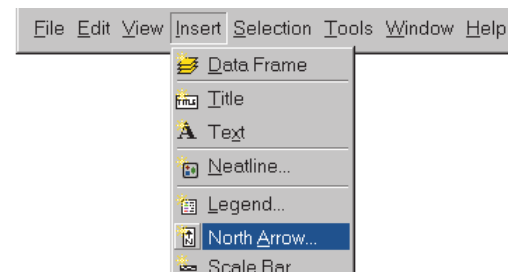 File Edit View Insert Selection Tools Window Help
Data Frame
Title
Text
Neatline...
Legend...
North Arrow...
Scale Bar